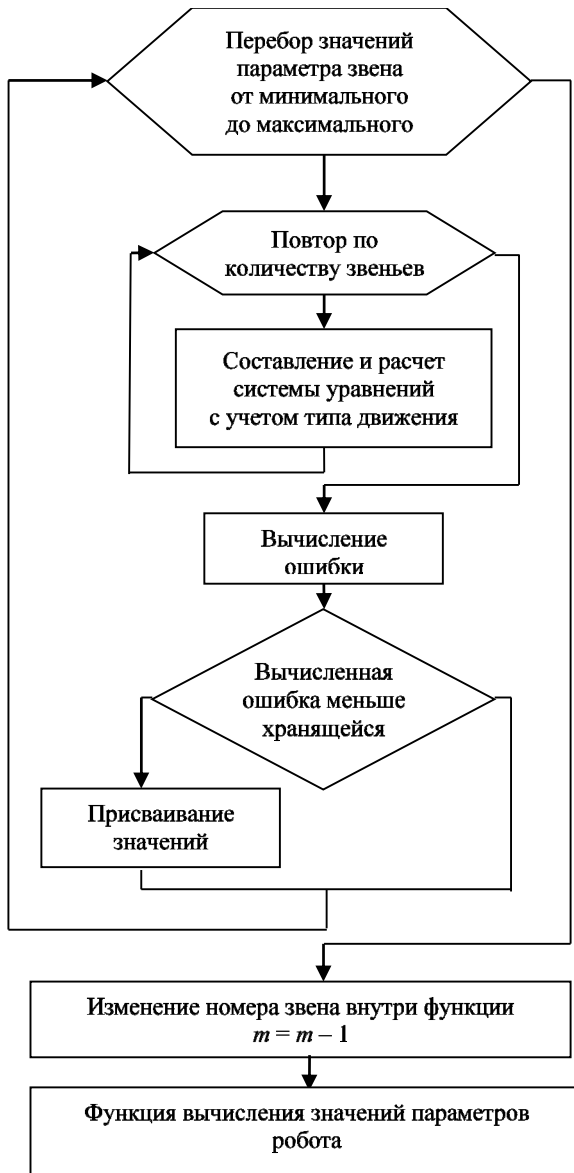 Перебор значений
параметра звена
от минимального
до максимального
Повтор по
количеству звеньев
Составление и расчет
системы уравнений
с учетом типа движения
Вычисление
ошибки
Вычисленная
ошибка меньше
хранящейся
Присваивание
значений
Изменение номера звена внутри функции
m = m – 1
Функция вычисления значений параметров
робота